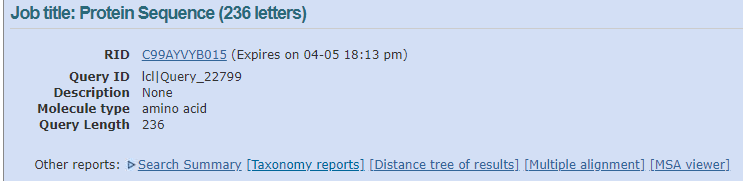 Job title: Protein Sequence (236 letters)
RID C99AYVYB015 (Expires on 04-05 18:13 pm)
Query ID lcl|Query_22799
Description None
Molecule type amino acid
Query Length 236
Other reports: Search Summary [Taxonomy reports] [Distance tree of results] [Multiple alignment] [MSA viewer]